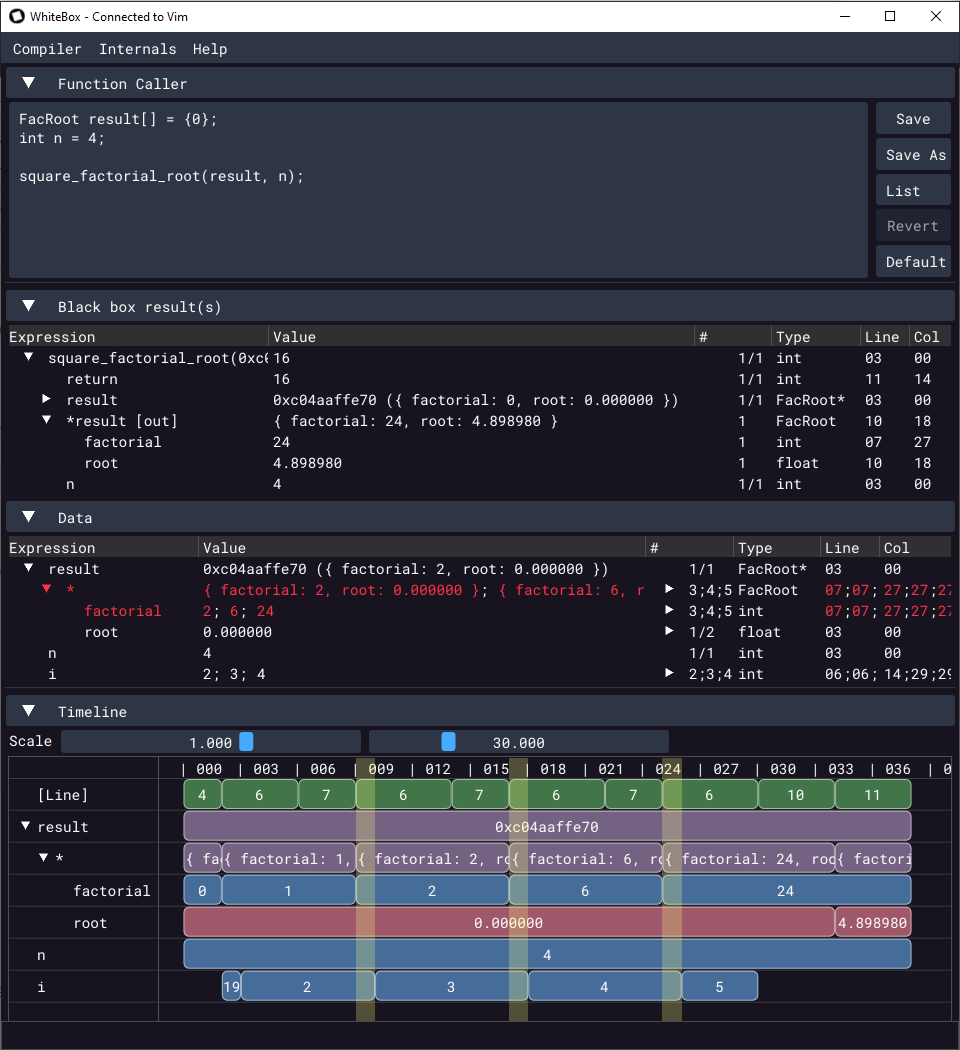 WhiteBox - Connected to Vim
Compiler Internals Help
Function Caller
FacRoot result[] = {0};
int n = 4;
square_factorial_root(result, n);
Save
Save As
List
Revert
Default
Black box result(s)
Expression Value # Type Line Col
square_factorial_root(0xc 16 1/1 int 03 00
return 16 1/1 int 11 14
result 0xc04aaffe70 ({ factorial: 0, root: 0.000000 }) 1/1 FacRoot* 03 00
*result [out] { factorial: 24, root: 4.898980 } 1 FacRoot 10 18
factorial 24 1 int 07 27
root 4.898980 1 float 10 18
n 4 1/1 int 03 00
Data
Expression Value # Type Line Col
result 0xc04aaffe70 ({ factorial: 2, root: 0.000000 }) 1/1 FacRoot* 03 00
* { factorial: 2, root: 0.000000 }; { factorial: 6, r 3;4;5 FacRoot 07;07; 27;27;27
factorial 2; 6; 24 3;4;5 int 07;07; 27;27;27
root 0.000000 1/2 float 03 00
n 4 1/1 int 03 00
i 2; 3; 4 2;3;4 int 06;06; 14;29;29
Timeline
Scale 1.000 30.000
| 000 | 003 | 006 | 009 | 012 | 015 | 018 | 021 | 024 | 027 | 030 | 033 | 036 | 0
[Line] 4 6 7 6 7 6 7 6 10 11
result 0xc04aaffe70
* { fa { factorial: 1, { factorial: 2, ro { factorial: 6, ro { factorial: 24, roo { factori
factorial 0 1 2 6 24
root 0.000000 4.898980
n 4
i 19 2 3 4 5